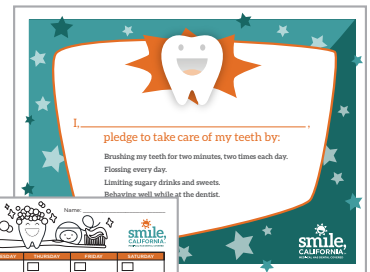 I, ,
pledge to take care of my teeth by:
Brushing my teeth for two minutes, two times each day.
Flossing every day.
Limiting sugary drinks and sweets.
Behaving well while at the dentist.
Name:
smile,
CALIFORNIA
THURSDAY FRIDAY SATURDAY
smile,
CALIFORNIA